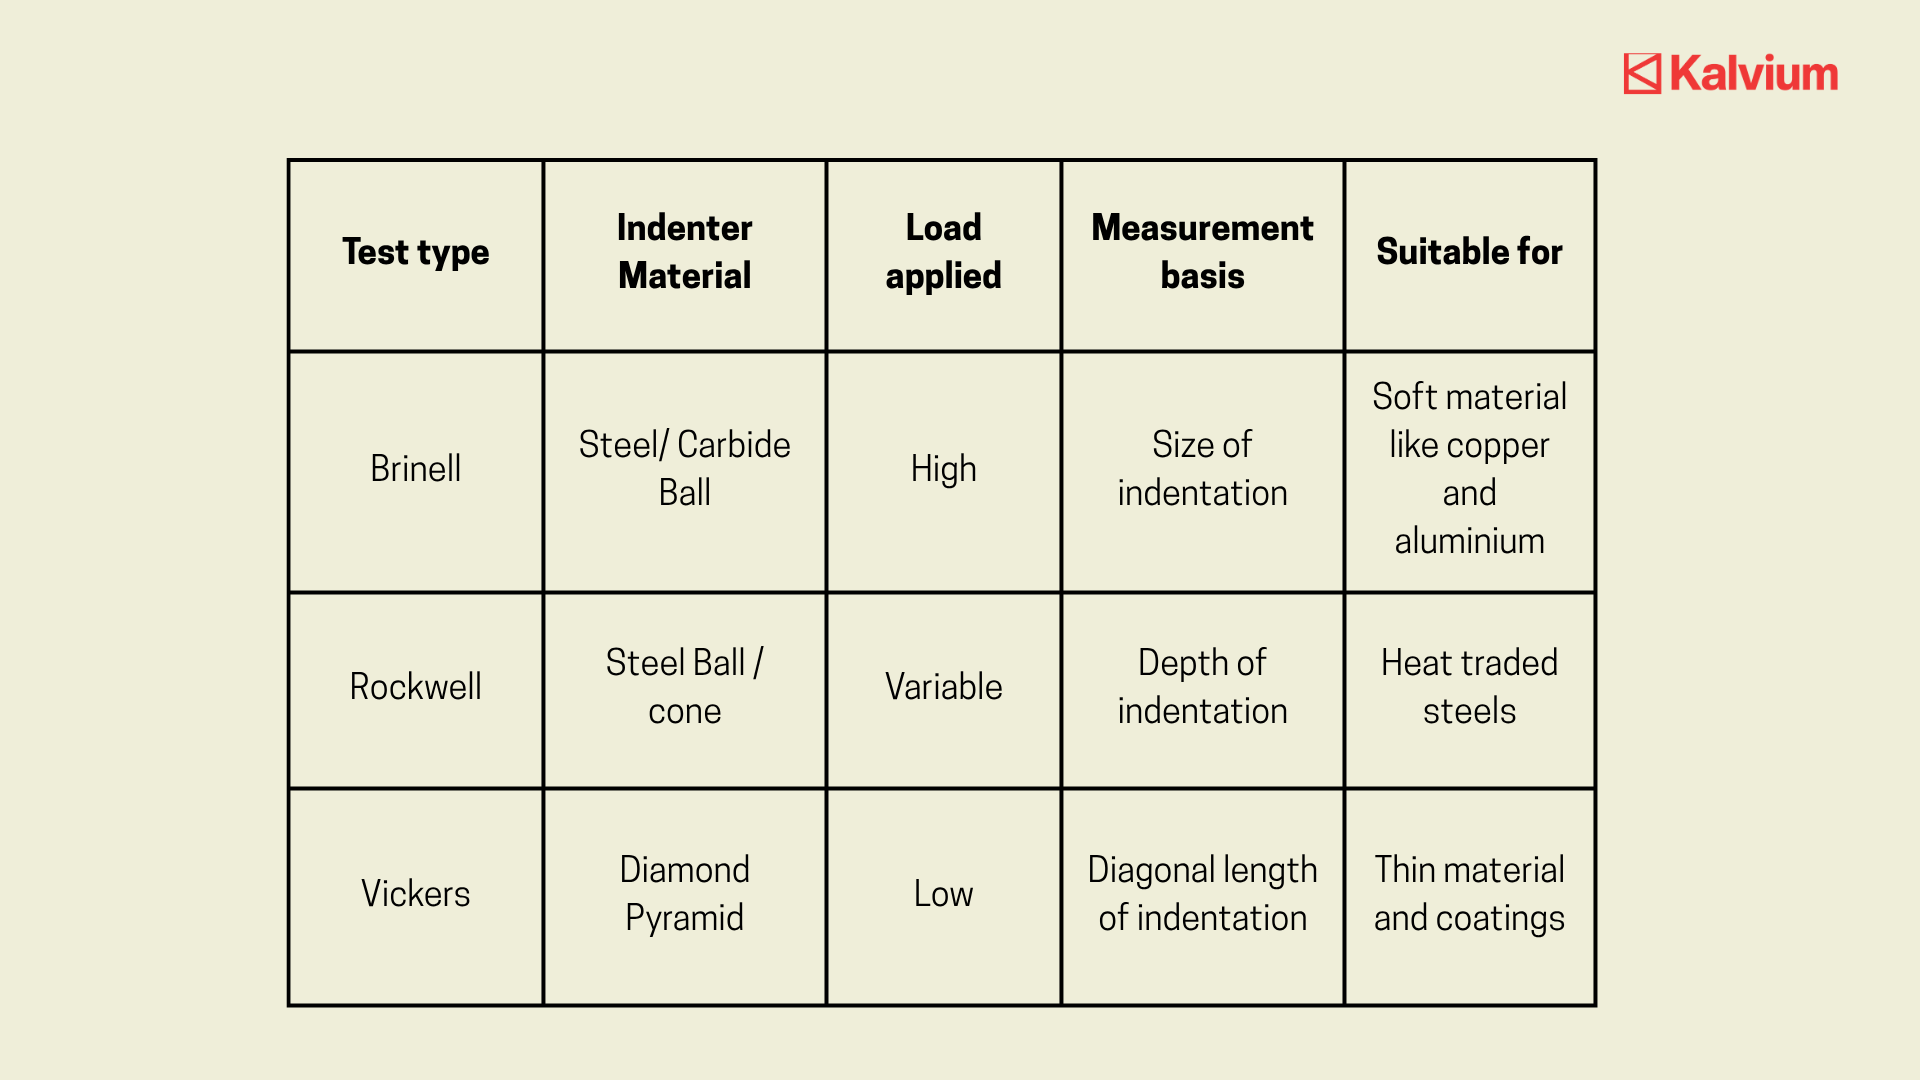 Kalvium
Test type
Indenter
Material
Load
applied
Measurement
basis
Suitable for
Brinell
Steel/ Carbide
Ball
High
Size of
indentation
Soft material
like copper
and
aluminium
Rockwell
Steel Ball /
cone
Variable
Depth of
indentation
Heat traded
steels
Vickers
Diamond
Pyramid
Low
Diagonal length
of indentation
Thin material
and coatings